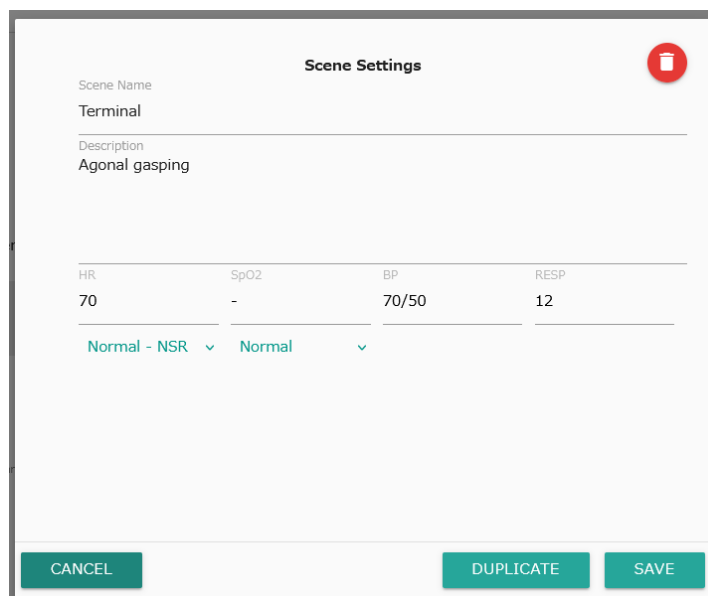 Scene Settings
Scene Name
Terminal
Description
Agonal gasping
HR SpO2 BP RESP
70 - 70/50 12
Normal - NSR Normal
CANCEL DUPLICATE SAVE